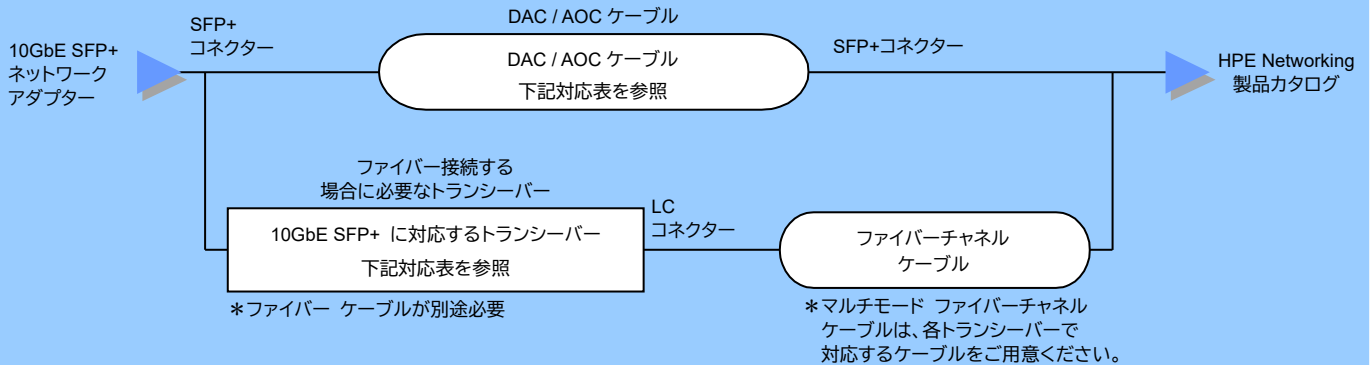 10GbE SFP+
ネットワーク
アダプター
SFP+
コネクター
DAC / AOC ケーブル
DAC / AOC ケーブル
下記対応表を参照
SFP+コネクター
HPE Networking
製品カタログ
ファイバー接続する
場合に必要なトランシーバー
10GbE SFP+ に対応するトランシーバー
下記対応表を参照
＊ファイバー ケーブルが別途必要
LC
コネクター
ファイバーチャネル
ケーブル
＊マルチモード ファイバーチャネル
ケーブルは、各トランシーバーで
対応するケーブルをご用意ください。